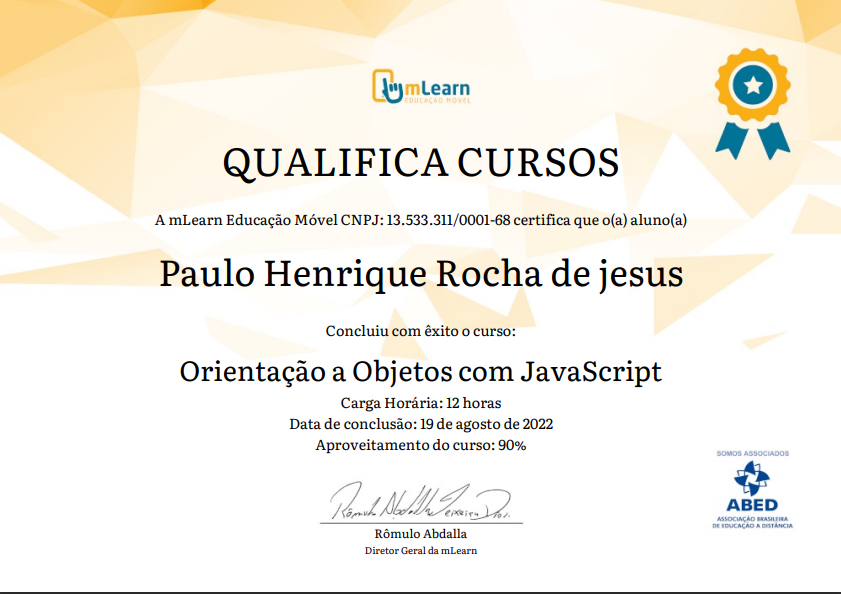 mLearn
EDUCAÇÃO MÓVEL
QUALIFICA CURSOS
A mLearn Educação Móvel CNPJ: 13.533.311/0001-68 certifica que o(a) aluno(a)
Paulo Henrique Rocha de jesus
Concluiu com êxito o curso:
Orientação a Objetos com JavaScript
Carga Horária: 12 horas
Data de conclusão: 19 de agosto de 2022
Aproveitamento do curso: 90%
Rômulo Abdalla
Rômulo Abdalla
Diretor Geral da mLearn
SOMOS ASSOCIADOS
ABED
ASSOCIAÇÃO BRASILEIRA
DE EDUCAÇÃO A DISTÂNCIA